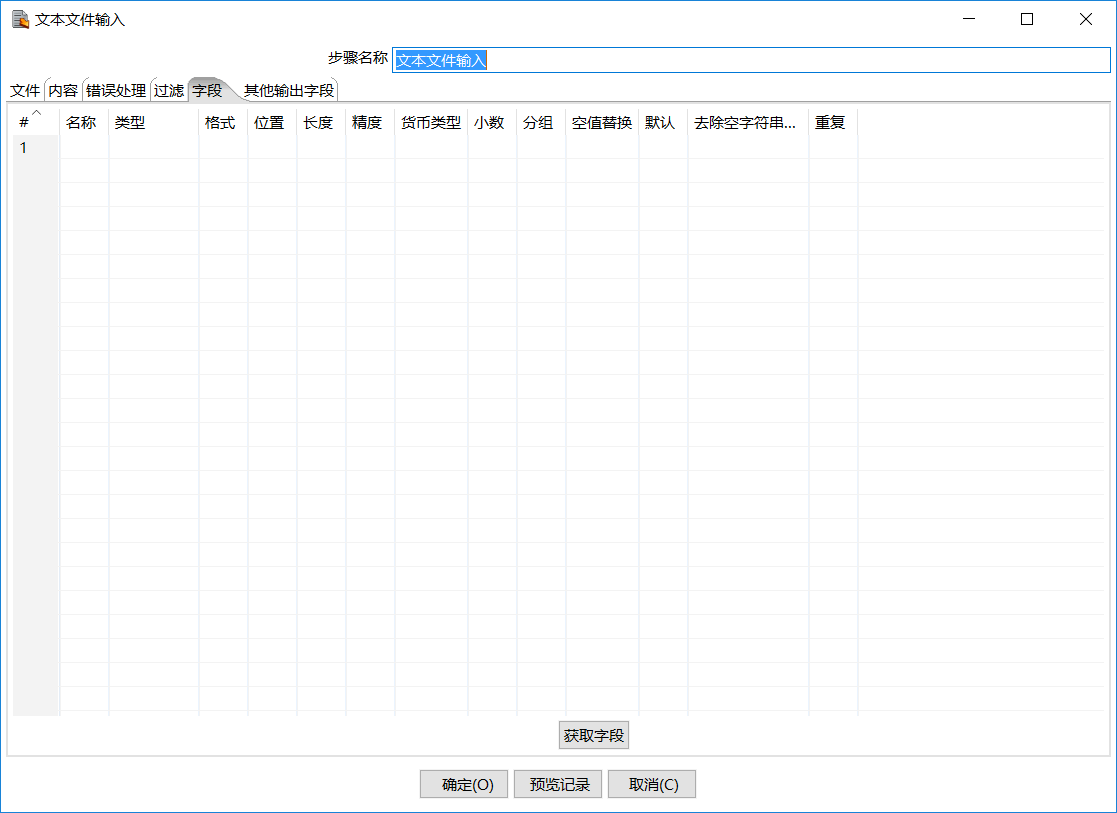 文本文件输入
步骤名称 文本文件输入
文件 内容 错误处理 过滤 字段 其他输出字段
# 名称 类型 格式 位置 长度 精度 货币类型 小数 分组 空值替换 默认 去除空字符串... 重复
1
获取字段
确定(O) 预览记录 取消(C)